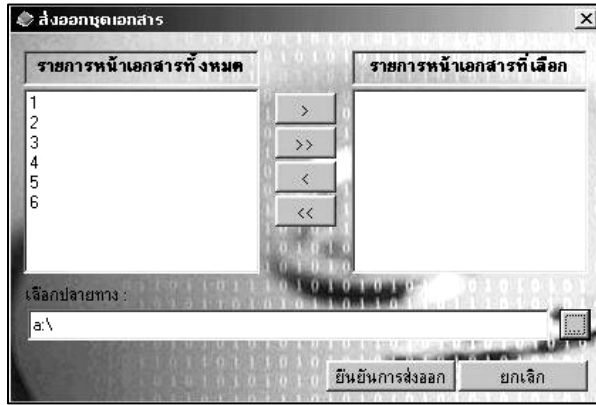 ส่งออกชุดเอกสาร
รายการหน้าเอกสารทั้งหมด
รายการหน้าเอกสารที่เลือก
1
2
3
4
5
6
>
>>
<
<<
เลือกปลายทาง :
a:\
...
ยืนยันการส่งออก
ยกเลิก